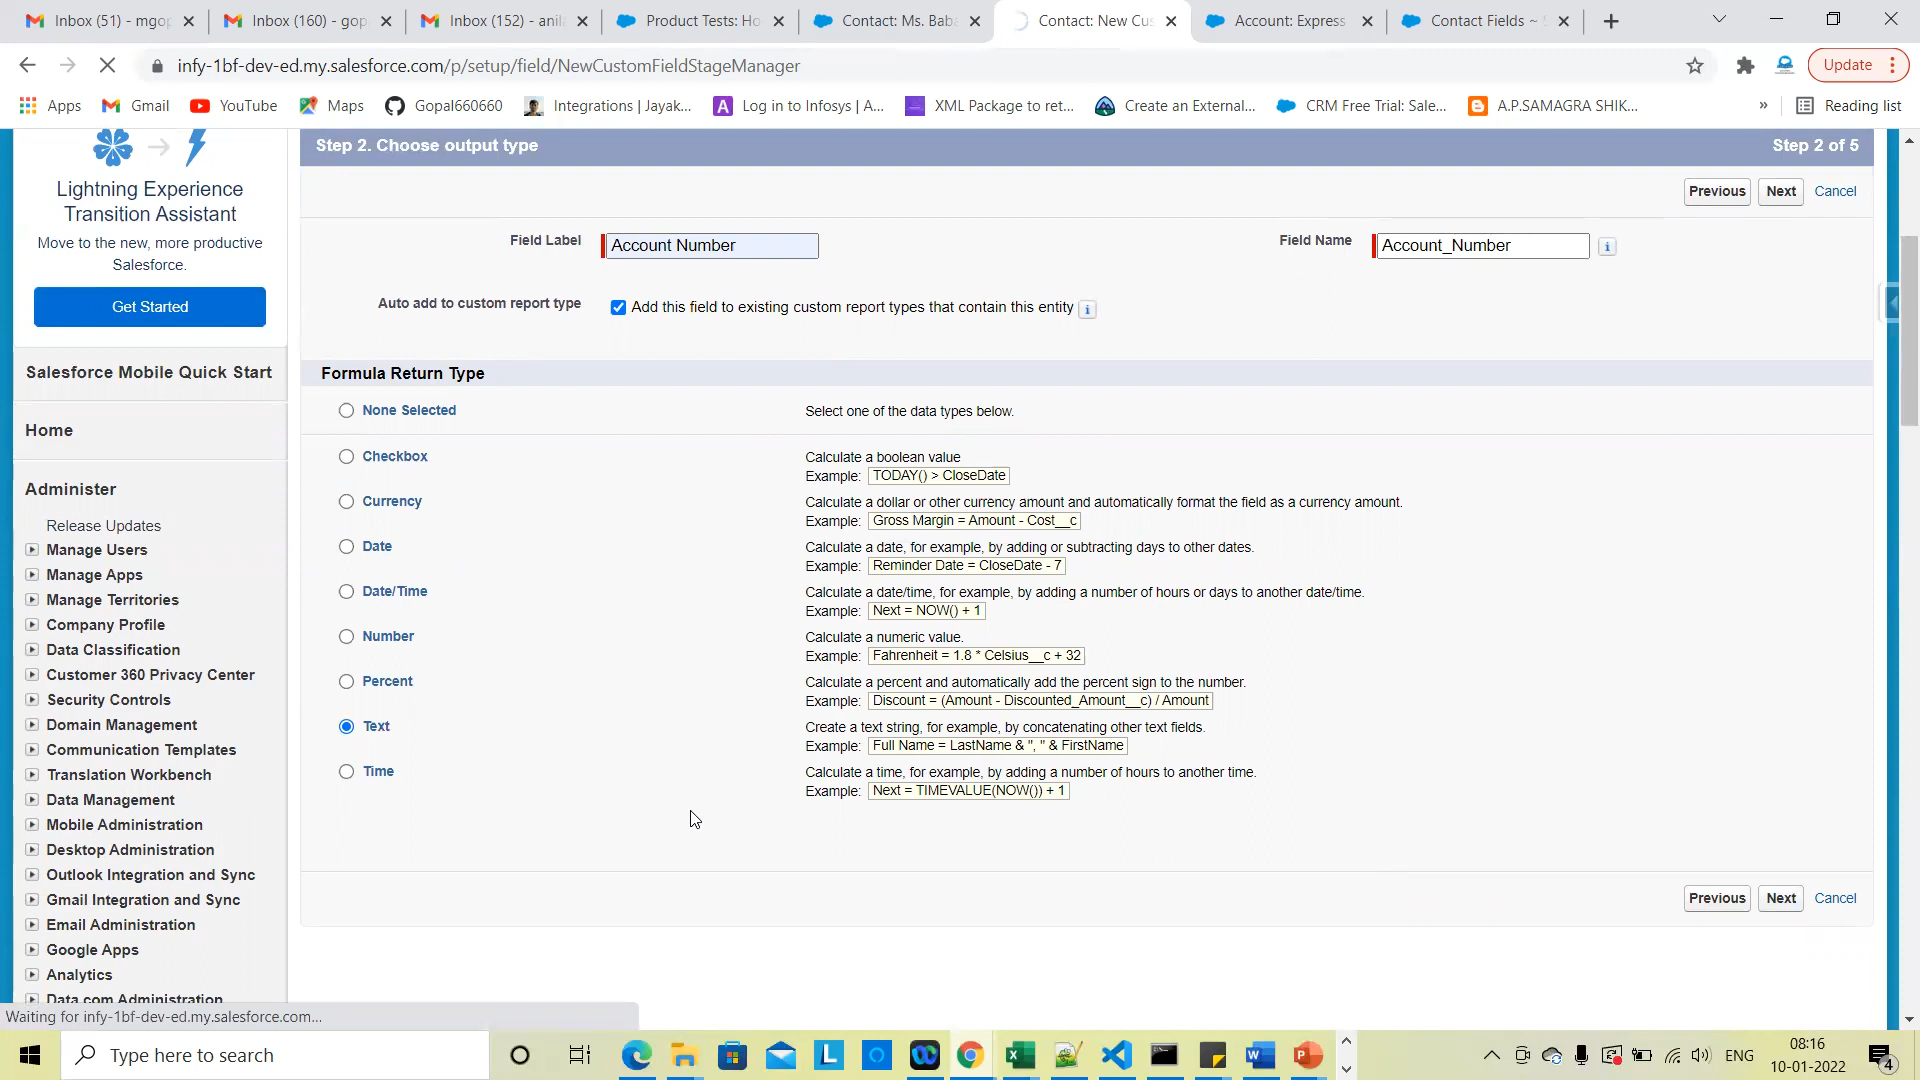 Inbox (51) - mgop
Inbox (160) - gop
Inbox (152) - anil
Product Tests: Ho
Contact: Ms. Bab
Contact: New Cus
Account: Express
Contact Fields ~
infy-1bf-dev-ed.my.salesforce.com/p/setup/field/NewCustomFieldStageManager
Update
Apps
Gmail
YouTube
Maps
Gopal660060
Integrations | Jayak...
Log in to Infosys | A...
XML Package to ret...
Create an External...
CRM Free Trial: Sale...
A.P.SAMAGRA SHIK...
»
Reading list
Lightning Experience
Transition Assistant
Move to the new, more productive
Salesforce.
Get Started
Salesforce Mobile Quick Start
Home
Administer
Release Updates
Manage Users
Manage Apps
Manage Territories
Company Profile
Data Classification
Customer 360 Privacy Center
Security Controls
Domain Management
Communication Templates
Translation Workbench
Data Management
Mobile Administration
Desktop Administration
Outlook Integration and Sync
Gmail Integration and Sync
Email Administration
Google Apps
Analytics
Data.com Administration
Step 2. Choose output type
Step 2 of 5
Previous Next Cancel
Field Label Account Number
Field Name Account_Number
Auto add to custom report type
Add this field to existing custom report types that contain this entity
Formula Return Type
None Selected
Select one of the data types below.
Checkbox
Calculate a boolean value
Example: TODAY() > CloseDate
Currency
Calculate a dollar or other currency amount and automatically format the field as a currency amount.
Example: Gross Margin = Amount - Cost__c
Date
Calculate a date, for example, by adding or subtracting days to other dates.
Example: Reminder Date = CloseDate - 7
Date/Time
Calculate a date/time, for example, by adding a number of hours or days to another date/time.
Example: Next = NOW() + 1
Number
Calculate a numeric value.
Example: Fahrenheit = 1.8 * Celsius__c + 32
Percent
Calculate a percent and automatically add the percent sign to the number.
Example: Discount = (Amount - Discounted_Amount__c) / Amount
Text
Create a text string, for example, by concatenating other text fields.
Example: Full Name = LastName & ", " & FirstName
Time
Calculate a time, for example, by adding a number of hours to another time.
Example: Next = TIMEVALUE(NOW()) + 1
Previous Next Cancel
Waiting for infy-1bf-dev-ed.my.salesforce.com...
Type here to search
ENG
08:16
10-01-2022
4